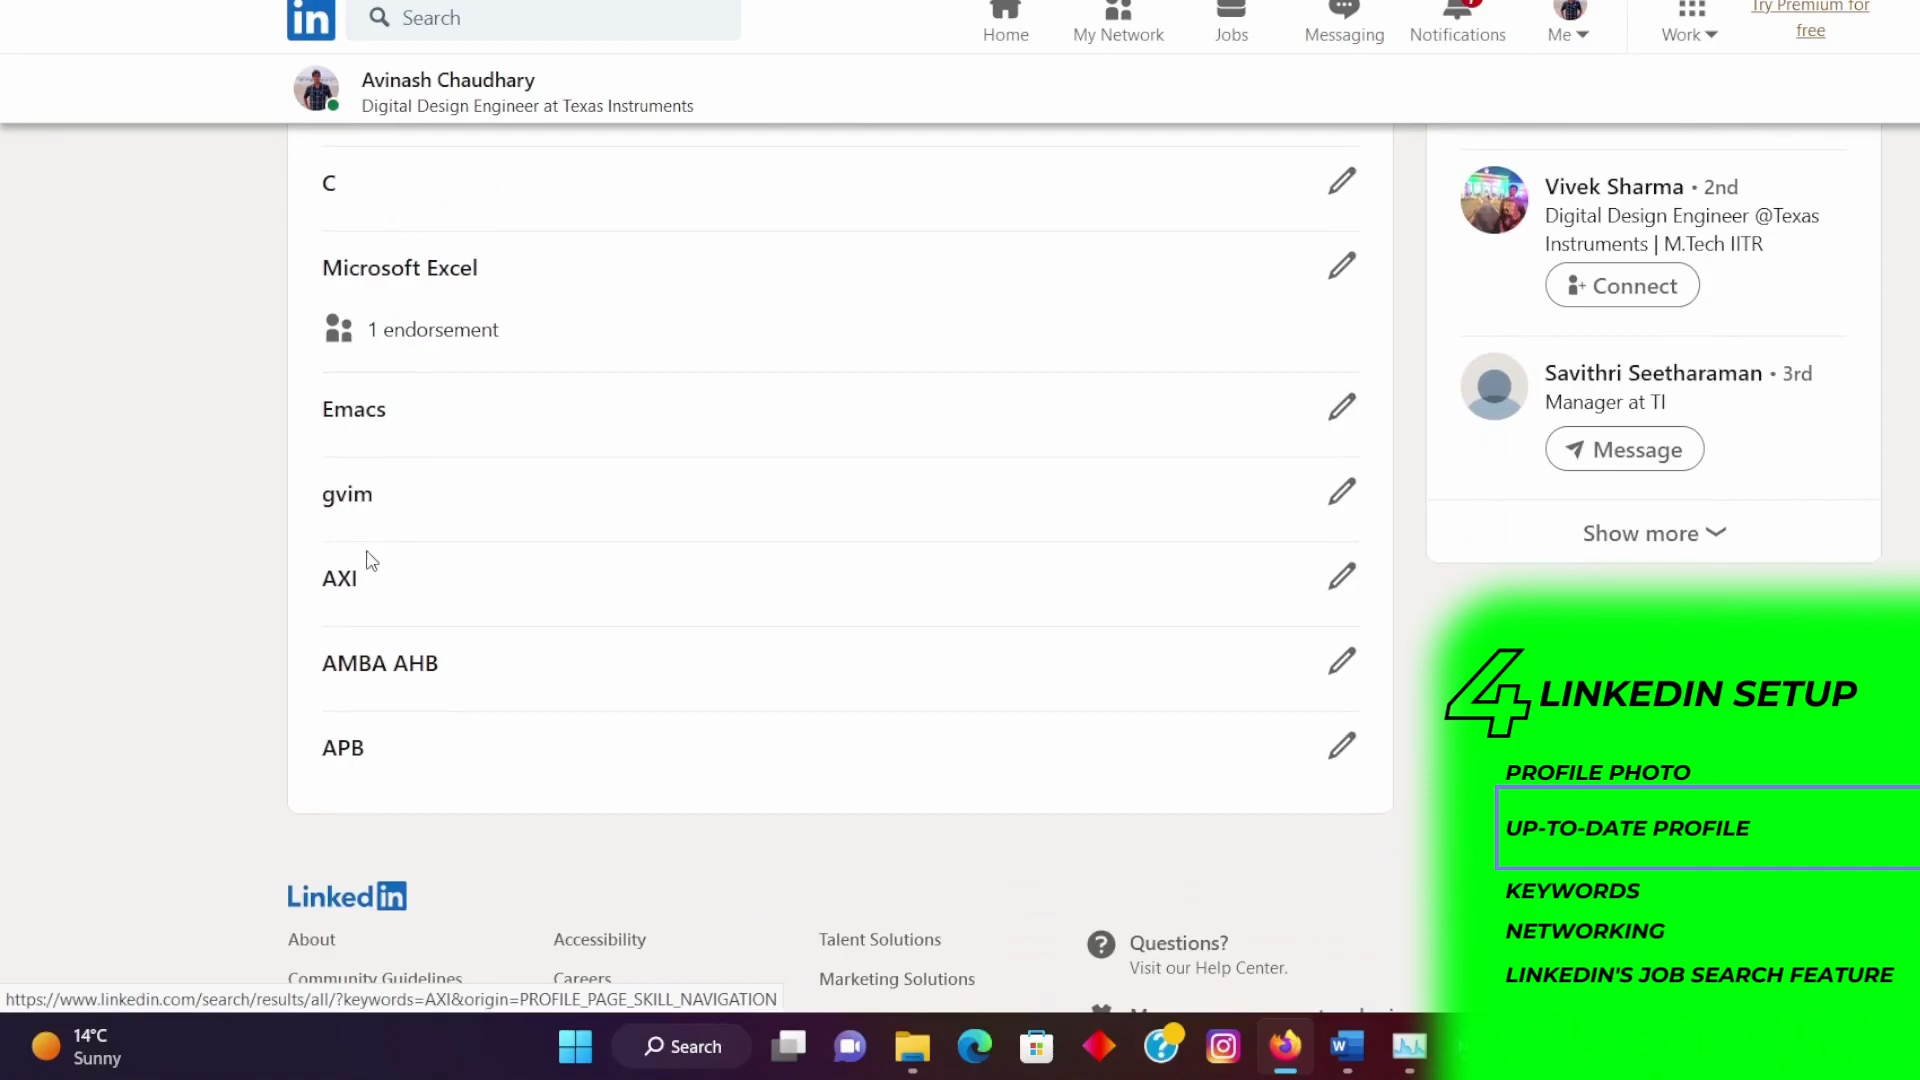 in
Search
Home
My Network
Jobs
Messaging
Notifications
Me
Work
Try Premium for
free
Avinash Chaudhary
Digital Design Engineer at Texas Instruments
C
Microsoft Excel
1 endorsement
Emacs
gvim
AXI
AMBA AHB
APB
Vivek Sharma • 2nd
Digital Design Engineer @Texas
Instruments | M.Tech IITR
Connect
Savithri Seetharaman • 3rd
Manager at TI
Message
Show more
4 LINKEDIN SETUP
PROFILE PHOTO
UP-TO-DATE PROFILE
KEYWORDS
NETWORKING
LINKEDIN'S JOB SEARCH FEATURE
Linkedin
About
Accessibility
Talent Solutions
Questions?
Visit our Help Center.
Community Guidelines
Careers
Marketing Solutions
https://www.linkedin.com/search/results/all/?keywords=AXI&origin=PROFILE_PAGE_SKILL_NAVIGATION
14°C
Sunny
Search